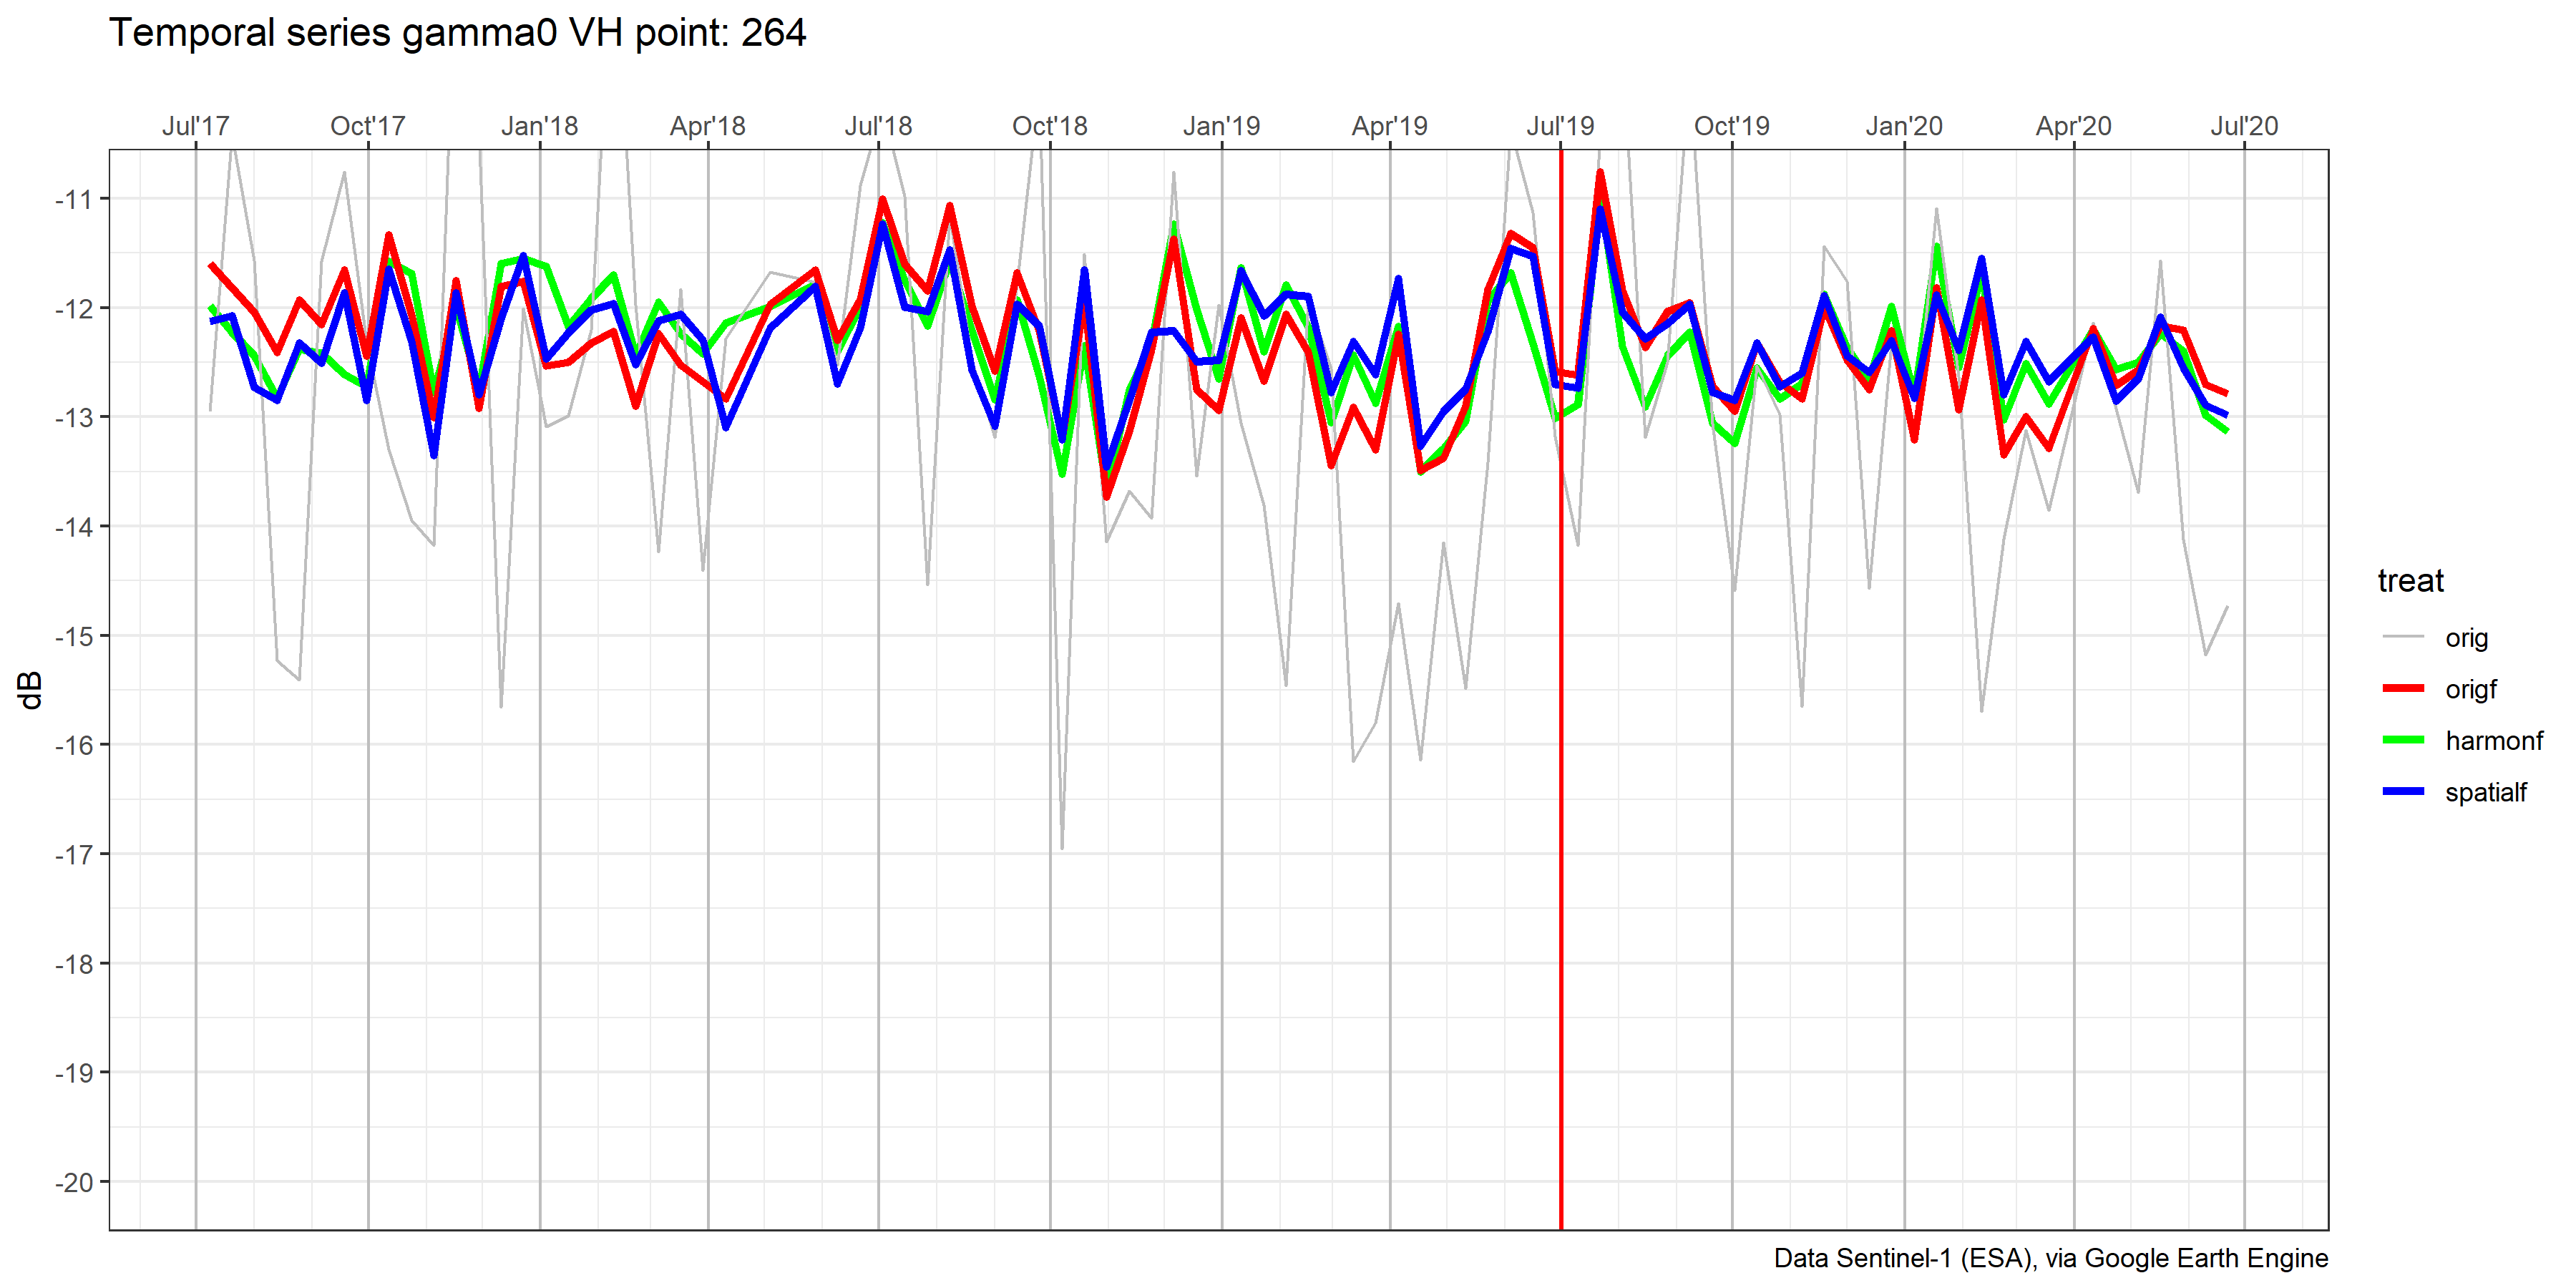 Temporal series gamma0 VH point: 264
Jul'17 Oct'17 Jan'18 Apr'18 Jul'18 Oct'18 Jan'19 Apr'19 Jul'19 Oct'19 Jan'20 Apr'20 Jul'20
-11
-12
-13
-14
-15
-16
-17
-18
-19
-20
dB
treat
orig
origf
harmonf
spatialf
Data Sentinel-1 (ESA), via Google Earth Engine